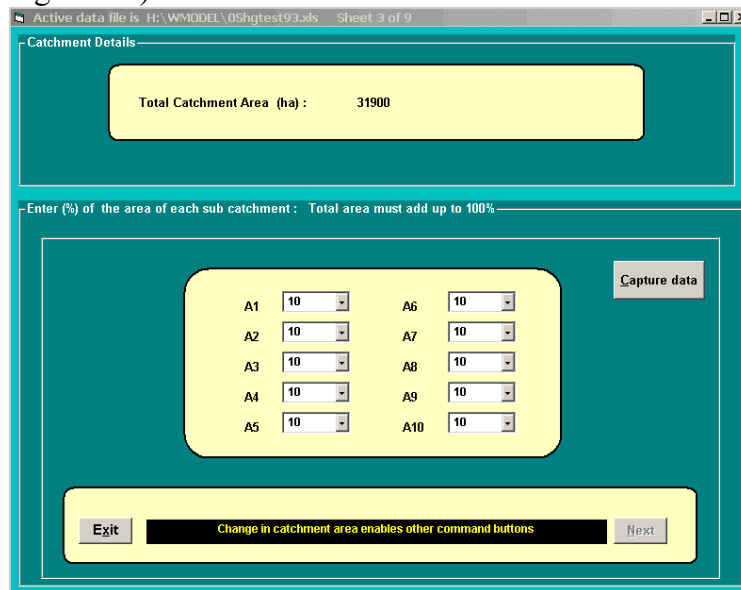 Active data file is H:\WMODEL\0Shgtest93.xls Sheet 3 of 9
Catchment Details
Total Catchment Area (ha) : 31900
Enter (%) of the area of each sub catchment : Total area must add up to 100%
Capture data
A1 10 A6 10
A2 10 A7 10
A3 10 A8 10
A4 10 A9 10
A5 10 A10 10
Exit Change in catchment area enables other command buttons Next